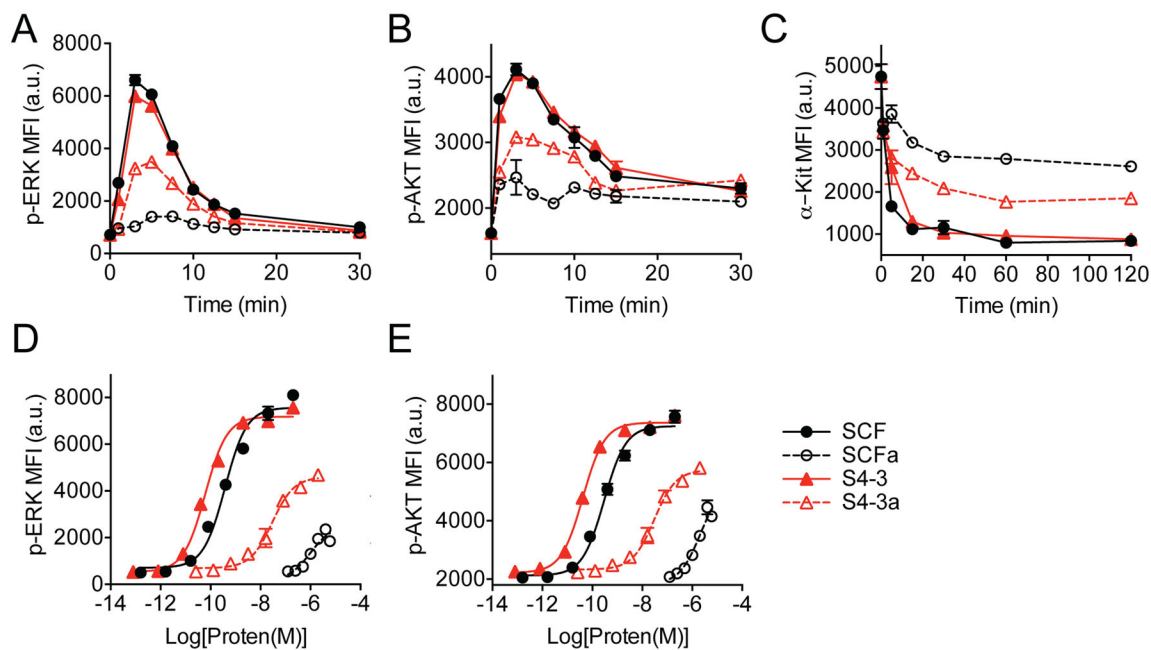 A
p-ERK MFI (a.u.)
8000
6000
4000
2000
0
0 10 20 30
Time (min)
B
p-AKT MFI (a.u.)
4000
3000
2000
0 10 20 30
Time (min)
C
α-Kit MFI (a.u.)
5000
4000
3000
2000
1000
0 20 40 60 80 100 120
Time (min)
D
p-ERK MFI (a.u.)
8000
6000
4000
2000
0
-14 -12 -10 -8 -6 -4
Log[Proten(M)]
E
p-AKT MFI (a.u.)
8000
6000
4000
2000
-14 -12 -10 -8 -6 -4
Log[Proten(M)]
SCF
SCFa
S4-3
S4-3a